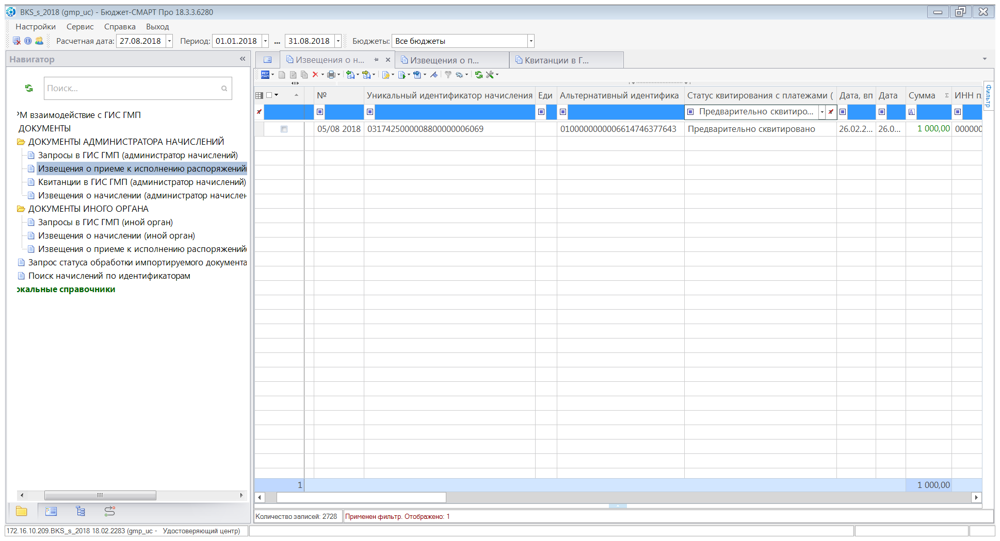 BKS_s_2018 (gmp_uc) - Бюджет-СМАРТ Про 18.3.3.6280
Настройки Сервис Справка Выход
Расчетная дата: 27.08.2018 Период: 01.01.2018 ... 31.08.2018 Бюджеты: Все бюджеты
Навигатор «
Поиск...
РМ взаимодействие с ГИС ГМП
ДОКУМЕНТЫ
ДОКУМЕНТЫ АДМИНИСТРАТОРА НАЧИСЛЕНИЙ
Запросы в ГИС ГМП (администратор начислений)
Извещения о приеме к исполнению распоряжений
Квитанции в ГИС ГМП (администратор начислений)
Извещения о начислении (администратор начислен
ДОКУМЕНТЫ ИНОГО ОРГАНА
Запросы в ГИС ГМП (иной орган)
Извещения о начислении (иной орган)
Извещения о приеме к исполнению распоряжений
Запрос статуса обработки импортируемого документа
Поиск начислений по идентификаторам
окальные справочники
Извещения о н... Извещения о п... Квитанции в Г...
РСУ ГМП
№ Уникальный идентификатор начисления Еди Альтернативный идентифика Статус квитирования с платежами ( Дата, вп Дата Сумма Σ ИНН п
Предварительно сквитиро...
05/08 2018 0317425000008800000006069 0100000000006614746377643 Предварительно сквитировано 26.02.2... 26.0... 1 000,00 000000
1 1 000,00
Фильтр
Количество записей: 2728 Применен фильтр. Отображено: 1
172.16.10.209.BKS_s_2018 18.02.2283 (gmp_uc - Удостоверяющий центр)